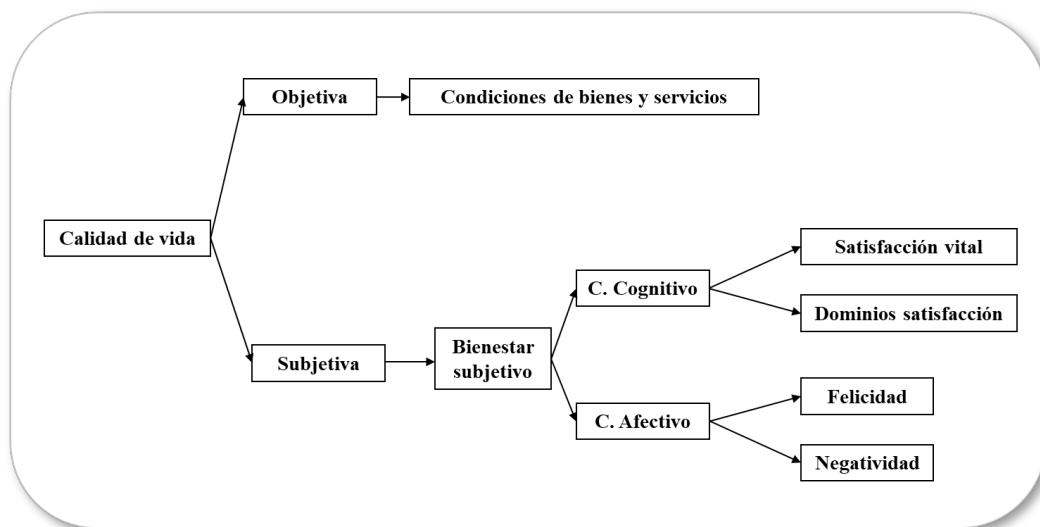 Objetiva
Condiciones de bienes y servicios
Calidad de vida
Subjetiva
Bienestar
subjetivo
C. Cognitivo
Satisfacción vital
Dominios satisfacción
C. Afectivo
Felicidad
Negatividad